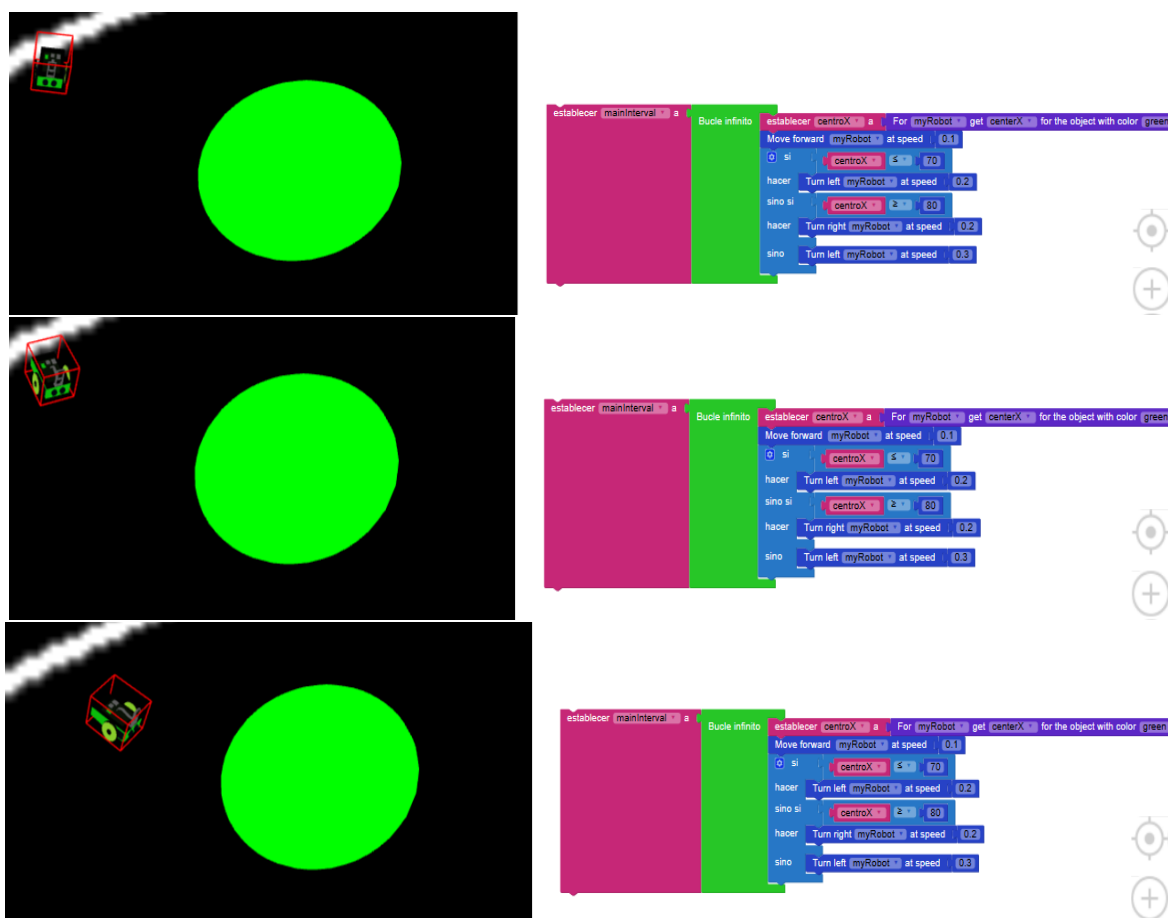 establecer mainInterval a Bucle infinito establecer centroX a For myRobot get centerX for the object with color green
Move forward myRobot at speed 0.1
si centroX ≤ 70
hacer Turn left myRobot at speed 0.2
sino si centroX ≥ 80
hacer Turn right myRobot at speed 0.2
sino Turn left myRobot at speed 0.3
establecer mainInterval a Bucle infinito establecer centroX a For myRobot get centerX for the object with color green
Move forward myRobot at speed 0.1
si centroX ≤ 70
hacer Turn left myRobot at speed 0.2
sino si centroX ≥ 80
hacer Turn right myRobot at speed 0.2
sino Turn left myRobot at speed 0.3
establecer mainInterval a Bucle infinito establecer centroX a For myRobot get centerX for the object with color green
Move forward myRobot at speed 0.1
si centroX ≤ 70
hacer Turn left myRobot at speed 0.2
sino si centroX ≥ 80
hacer Turn right myRobot at speed 0.2
sino Turn left myRobot at speed 0.3